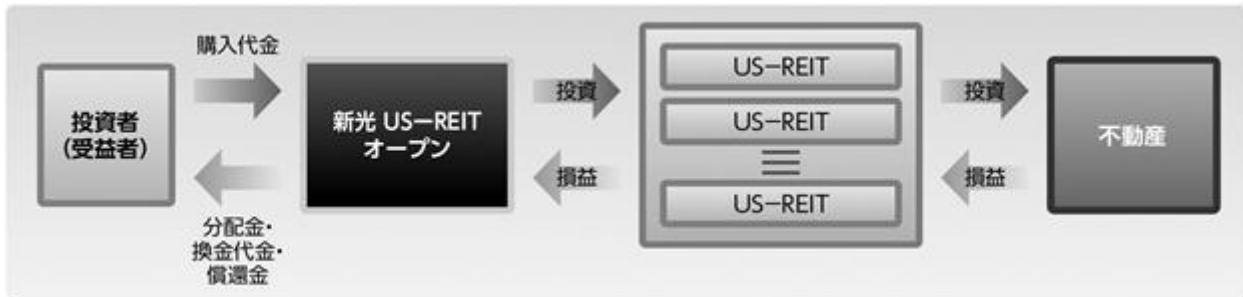 購入代金
投資者
（受益者）
分配金・
換金代金・
償還金
新光 US－REIT
オープン
投資
損益
US－REIT
US－REIT
US－REIT
投資
損益
不動産